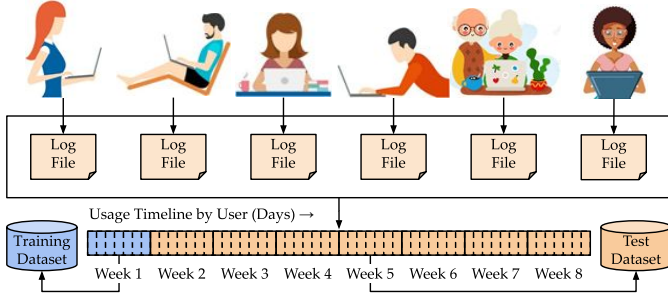 Log
File
Log
File
Log
File
Log
File
Log
File
Log
File
Usage Timeline by User (Days) →
Training
Dataset
Week 1 Week 2 Week 3 Week 4 Week 5 Week 6 Week 7 Week 8
Test
Dataset